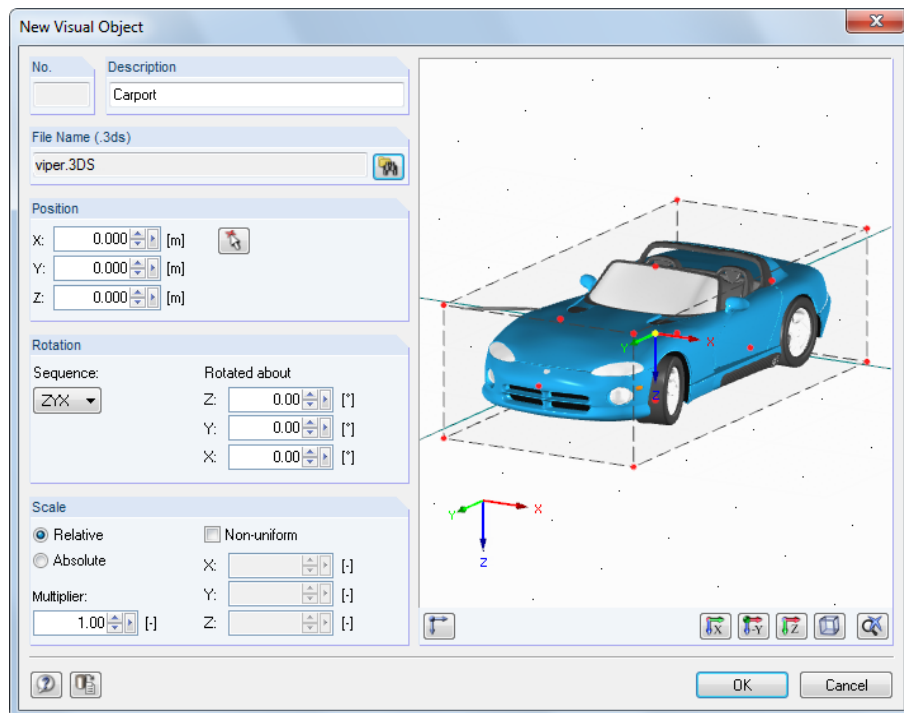 New Visual Object
No.
Description
Carport
File Name (.3ds)
viper.3DS
Position
X: 0.000 [m]
Y: 0.000 [m]
Z: 0.000 [m]
Rotation
Sequence:
Rotated about
ZYX
Z: 0.00 [°]
Y: 0.00 [°]
X: 0.00 [°]
Scale
Relative
Non-uniform
Absolute
X: [-]
Multiplier:
Y: [-]
1.00 [-]
Z: [-]
Y
X
Z
Y
X
Z
X
-Y
Z
OK
Cancel